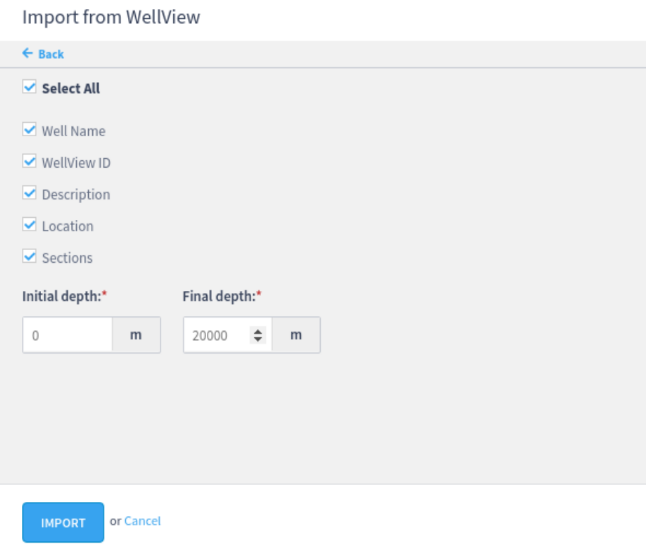 Import from WellView
Back
Select All
Well Name
WellView ID
Description
Location
Sections
Initial depth:* Final depth:*
0 m 20000 m
IMPORT or Cancel